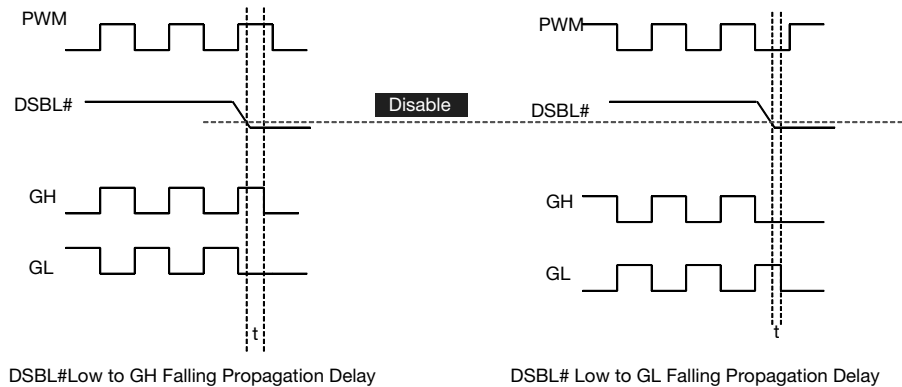 PWM
DSBL#
GH
GL
t
DSBL#Low to GH Falling Propagation Delay
Disable
PWM
DSBL#
GH
GL
t
DSBL# Low to GL Falling Propagation Delay